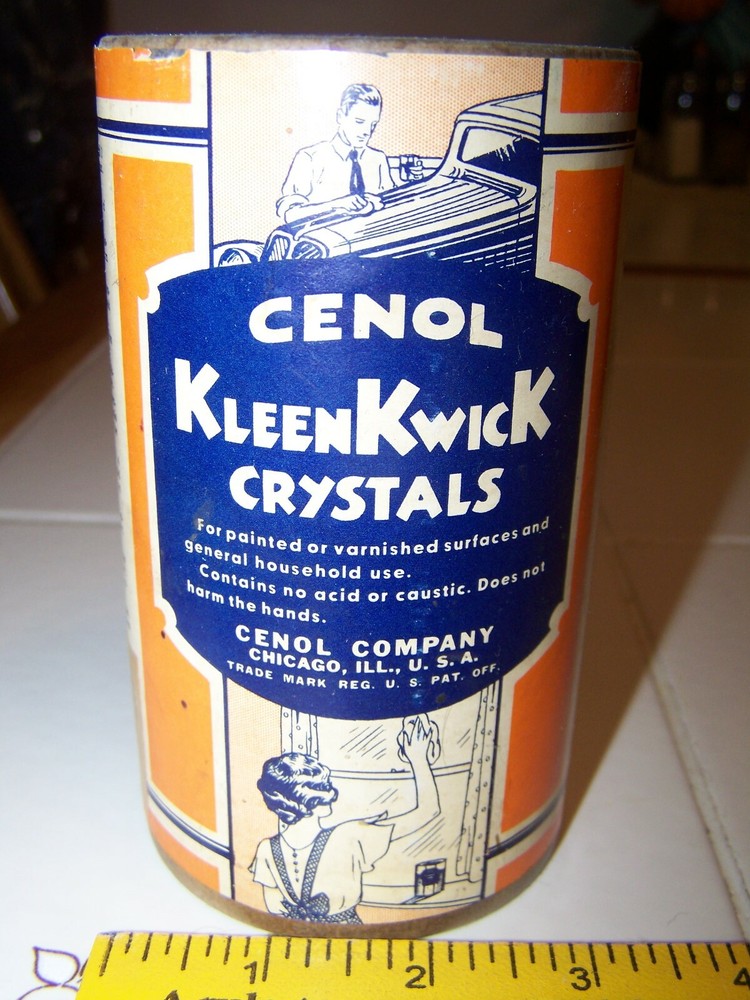 CENOL
KLEENKWICK
CRYSTALS
For painted or varnished surfaces and
general household use.
Contains no acid or caustic. Does not
harm the hands.
CENOL COMPANY
CHICAGO, ILL., U. S. A.
TRADE MARK REG. U. S. PAT. OFF.
1 2 3 4